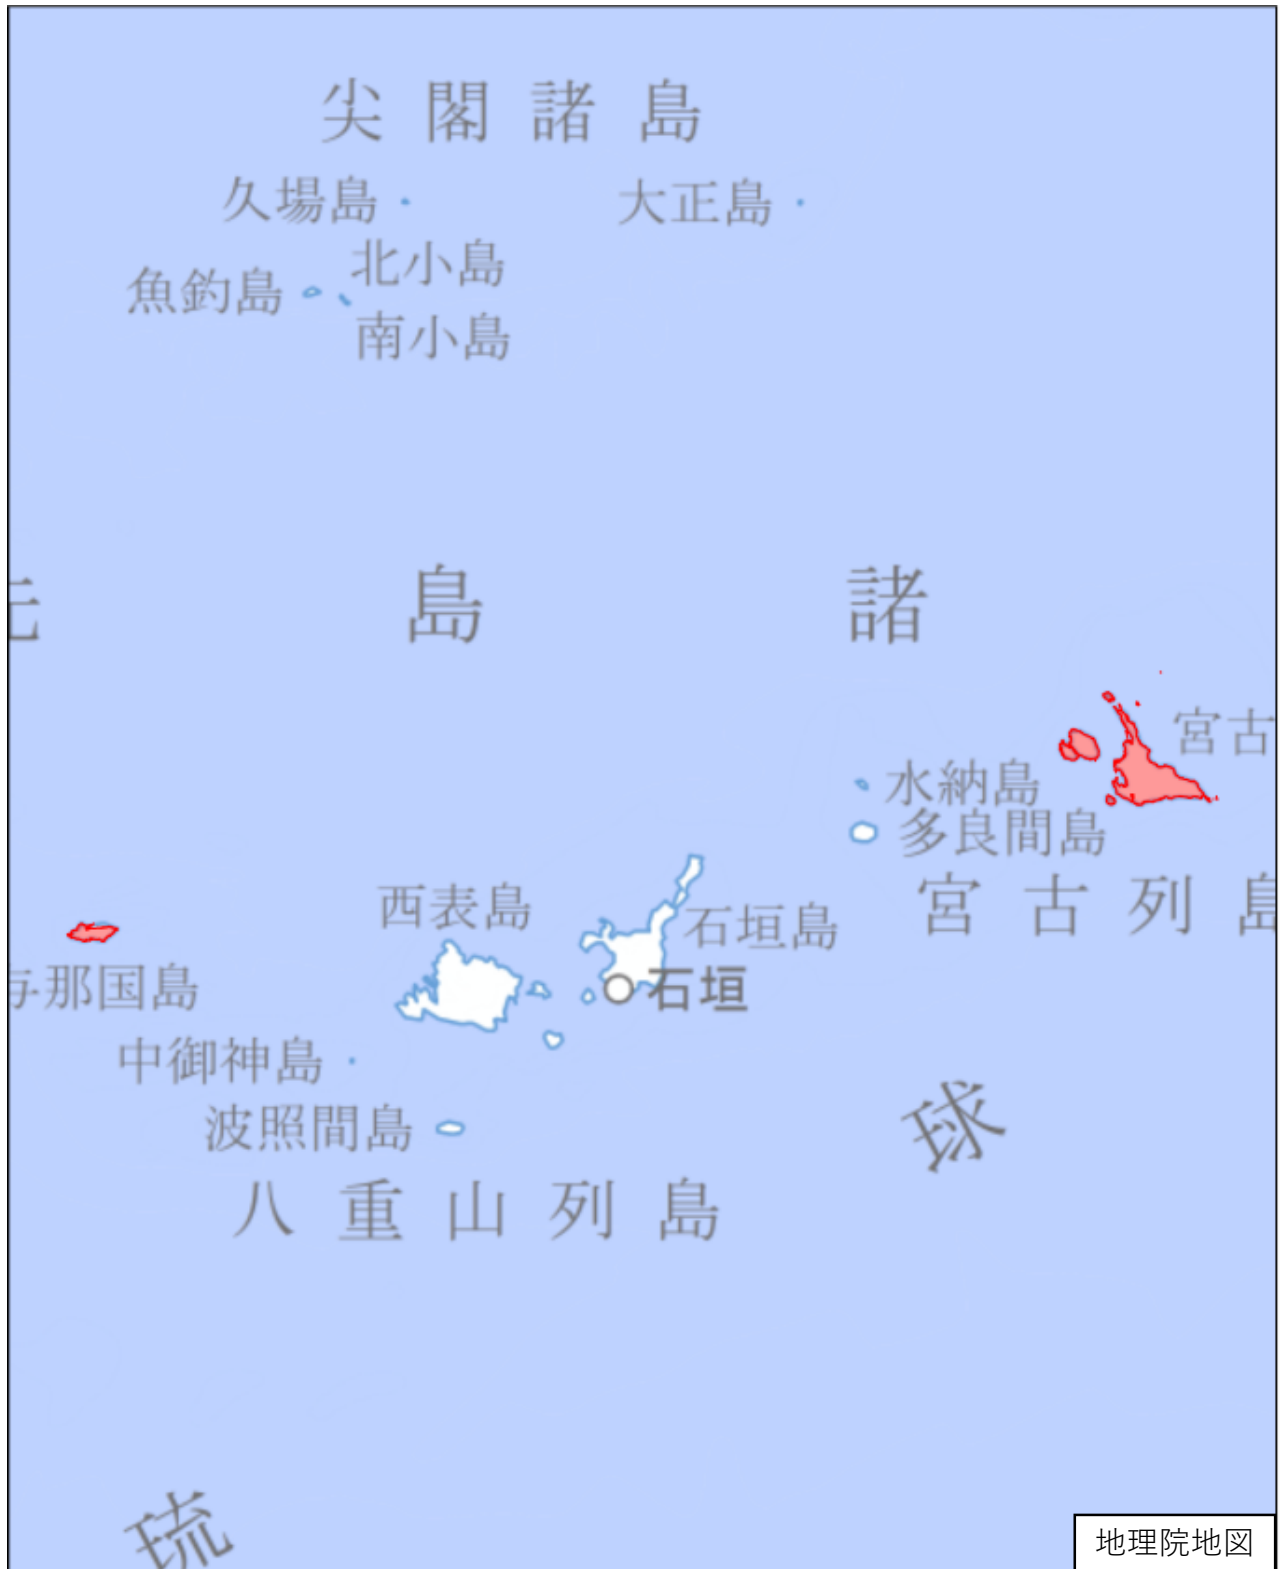 尖閣諸島
久場島
大正島
北小島
魚釣島
南小島
島 諸
宮古
水納島
多良間島
宮古列島
西表島
石垣島
石垣
与那国島
中御神島
波照間島
球
八重山列島
琉
地理院地図